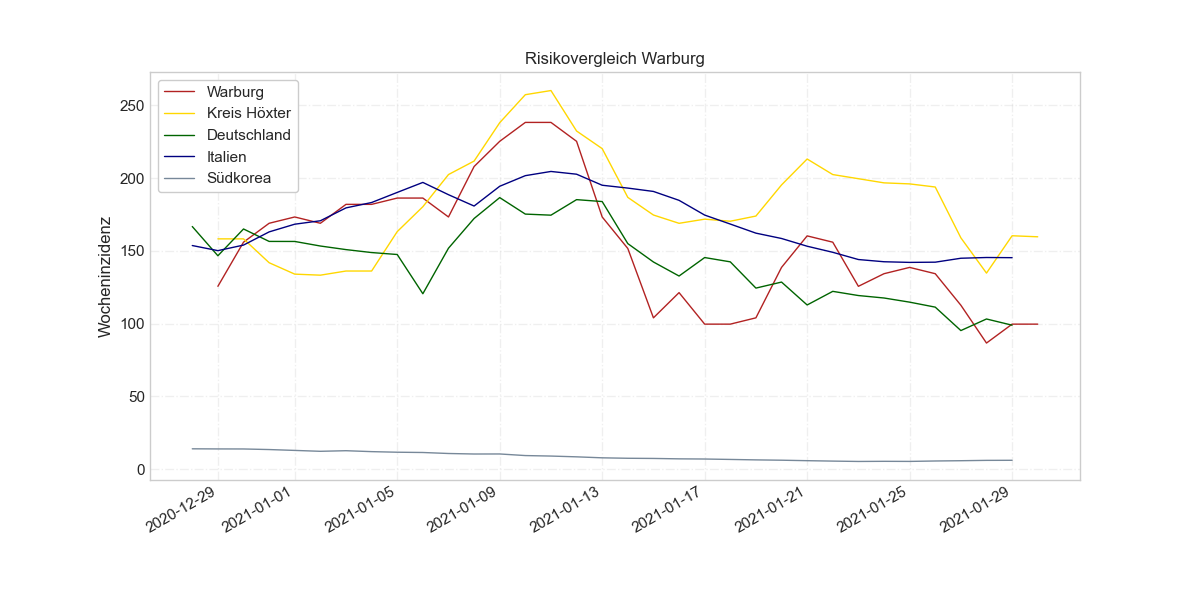 Risikovergleich Warburg
Warburg
Kreis Höxter
Deutschland
Italien
Südkorea
Wocheninzidenz
250
200
150
100
50
0
2020-12-29
2021-01-01
2021-01-05
2021-01-09
2021-01-13
2021-01-17
2021-01-21
2021-01-25
2021-01-29